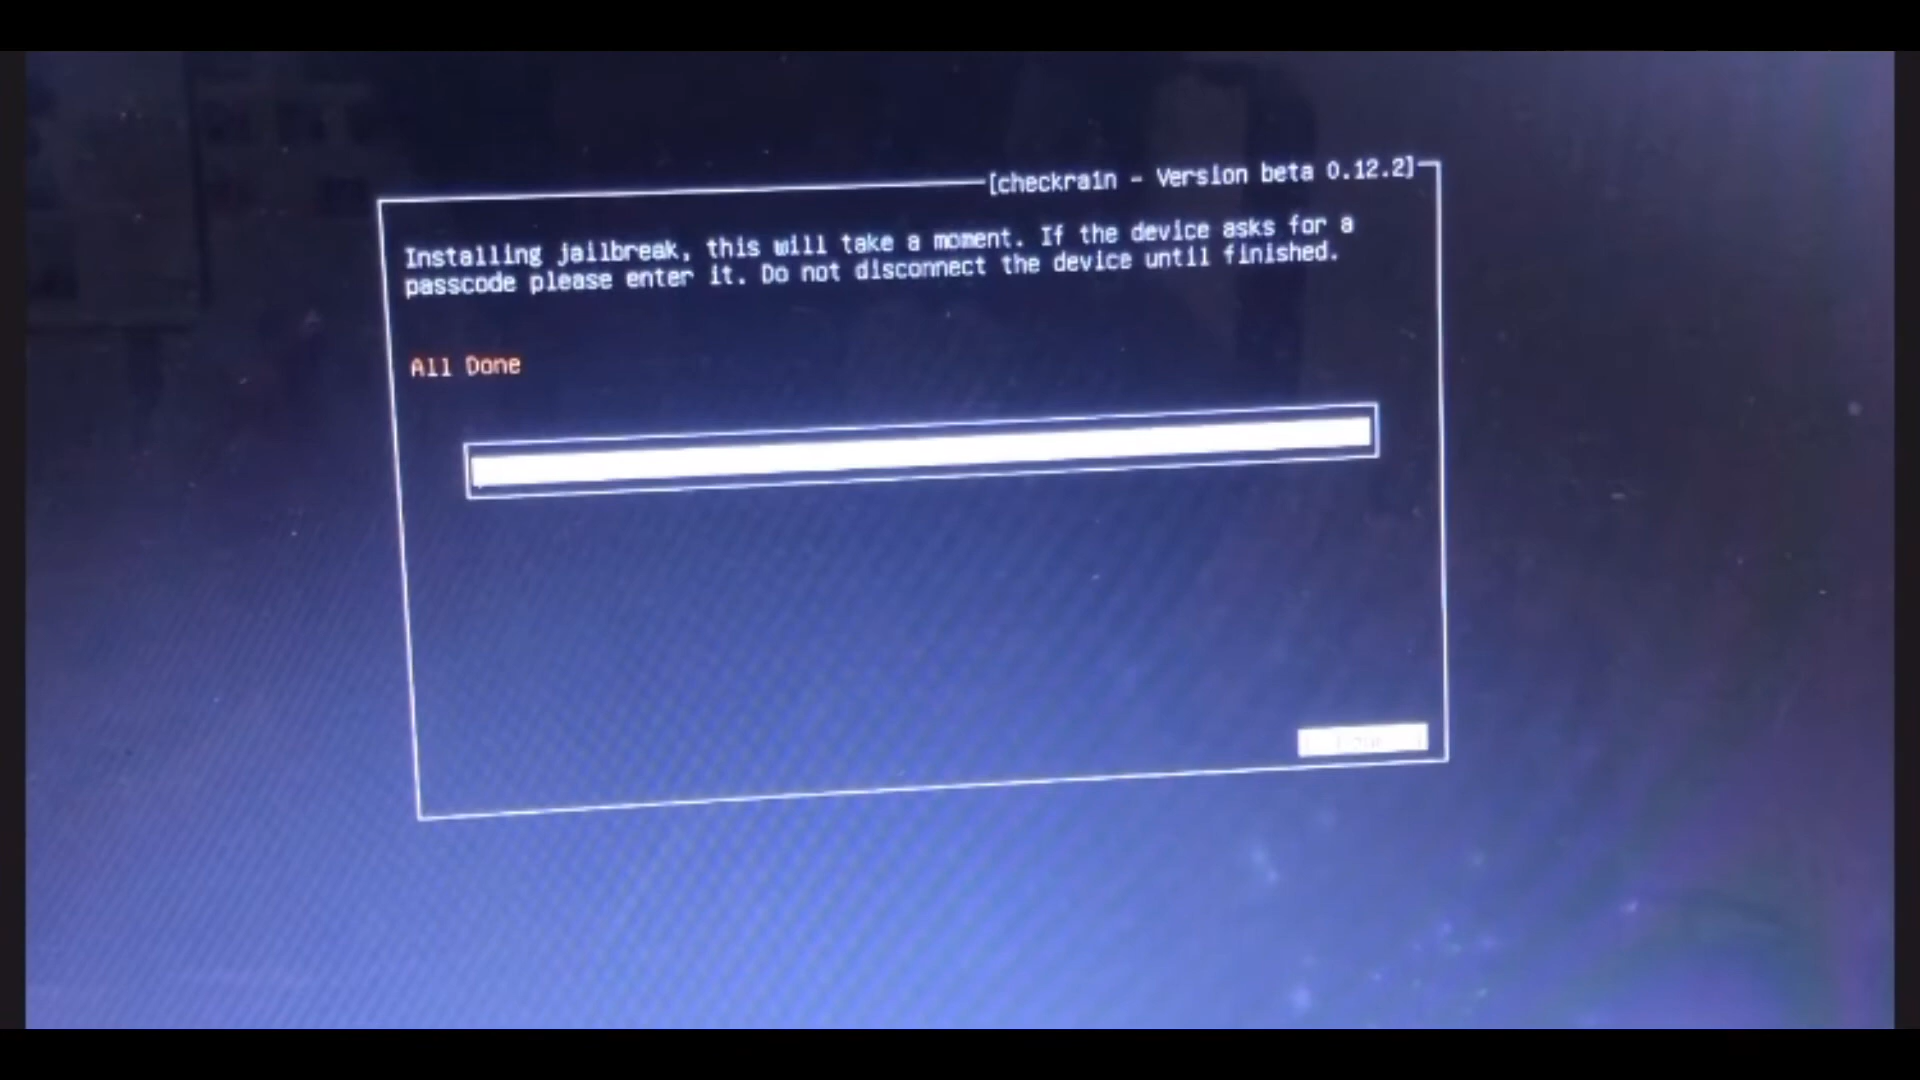 [checkra1n - Version beta 0.12.2]
Installing jailbreak, this will take a moment. If the device asks for a
passcode please enter it. Do not disconnect the device until finished.
All Done